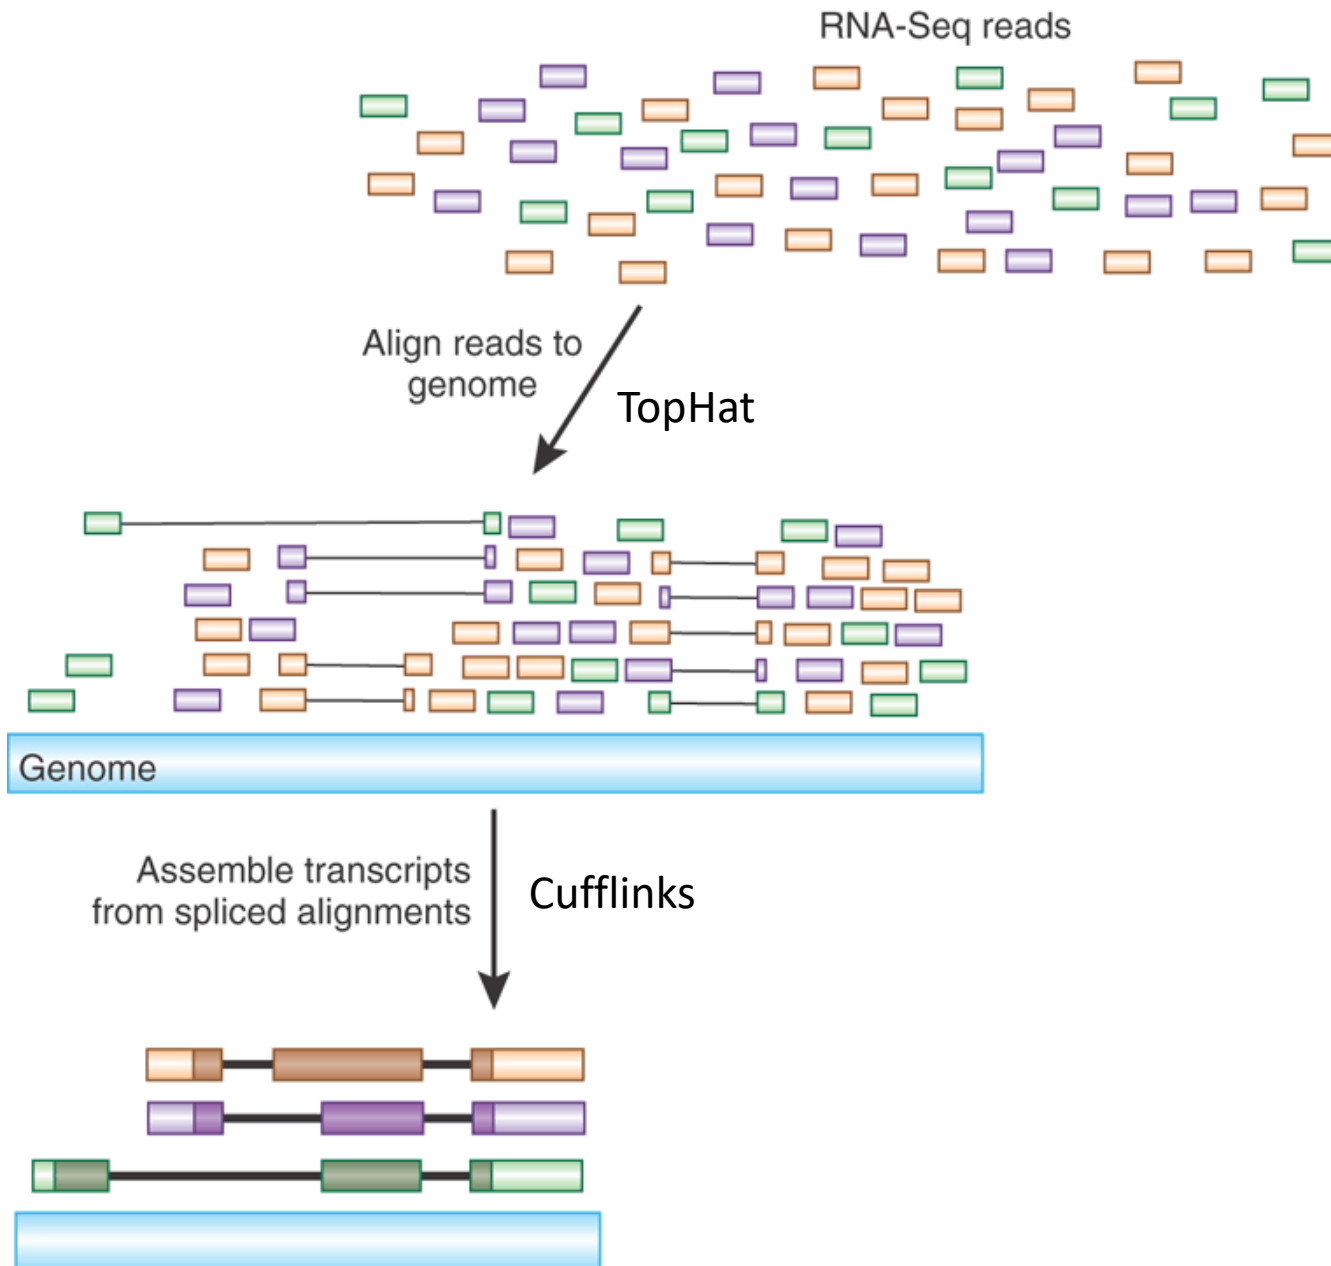 RNA-Seq reads
Align reads to
genome
TopHat
Genome
Assemble transcripts
from spliced alignments
Cufflinks